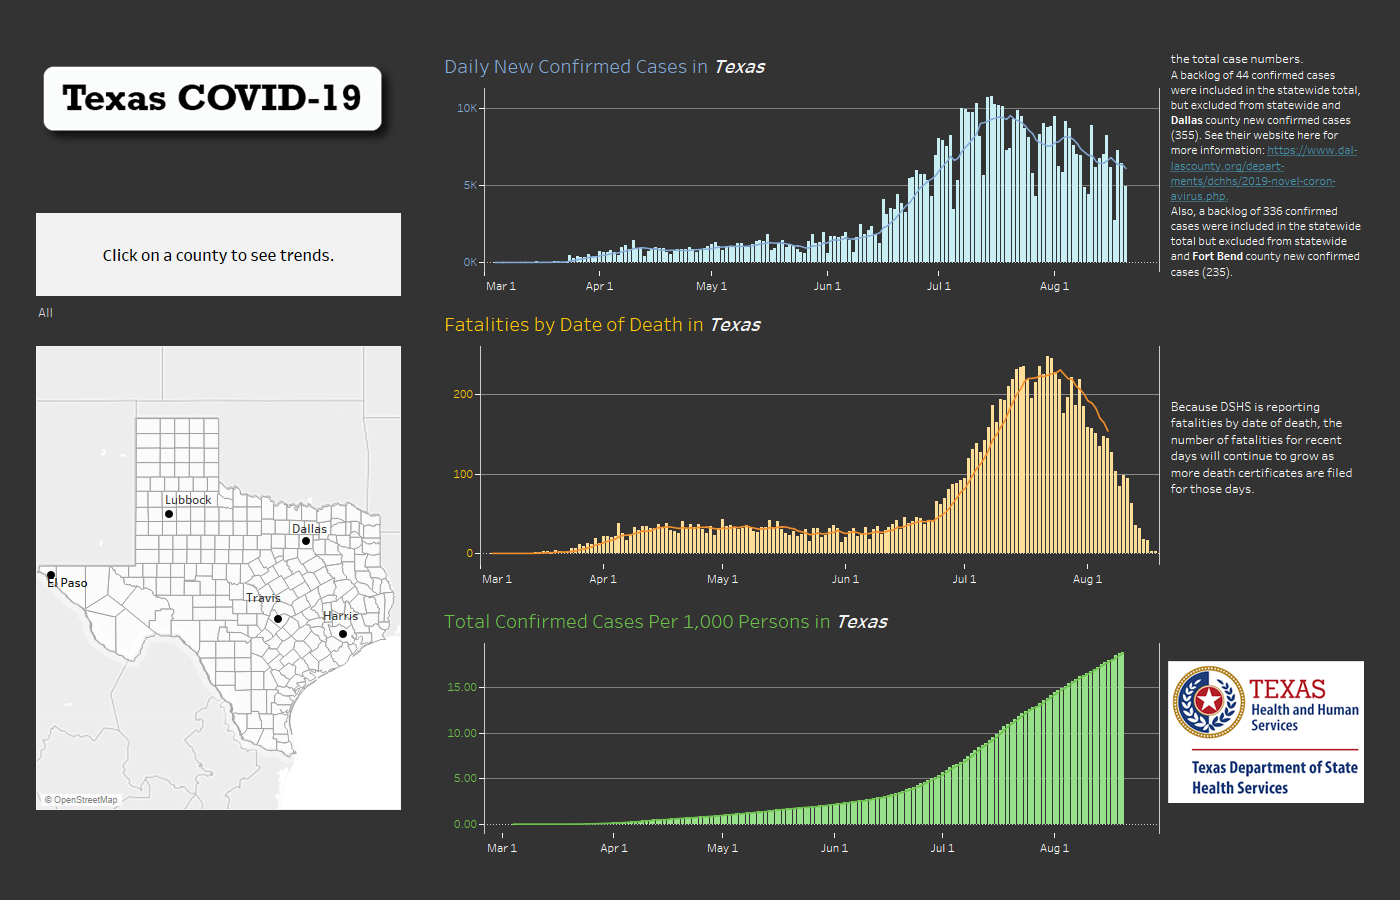 Texas COVID-19
Click on a county to see trends.
All
Lubbock
Dallas
El Paso
Travis
Harris
© OpenStreetMap
Daily New Confirmed Cases in Texas
10K
5K
0K
Mar 1
Apr 1
May 1
Jun 1
Jul 1
Aug 1
the total case numbers.
A backlog of 44 confirmed cases
were included in the statewide total,
but excluded from statewide and
Dallas county new confirmed cases
(355). See their website here for
more information: https://www.dal-
lascounty.org/depart-
ments/dchhs/2019-novel-coron-
avirus.php.
Also, a backlog of 336 confirmed
cases were included in the statewide
total but excluded from statewide
and Fort Bend county new confirmed
cases (235).
Fatalities by Date of Death in Texas
200
100
0
Mar 1
Apr 1
May 1
Jun 1
Jul 1
Aug 1
Because DSHS is reporting
fatalities by date of death, the
number of fatalities for recent
days will continue to grow as
more death certificates are filed
for those days.
Total Confirmed Cases Per 1,000 Persons in Texas
15.00
10.00
5.00
0.00
Mar 1
Apr 1
May 1
Jun 1
Jul 1
Aug 1
TEXAS
Health and Human
Services
Texas Department of State
Health Services